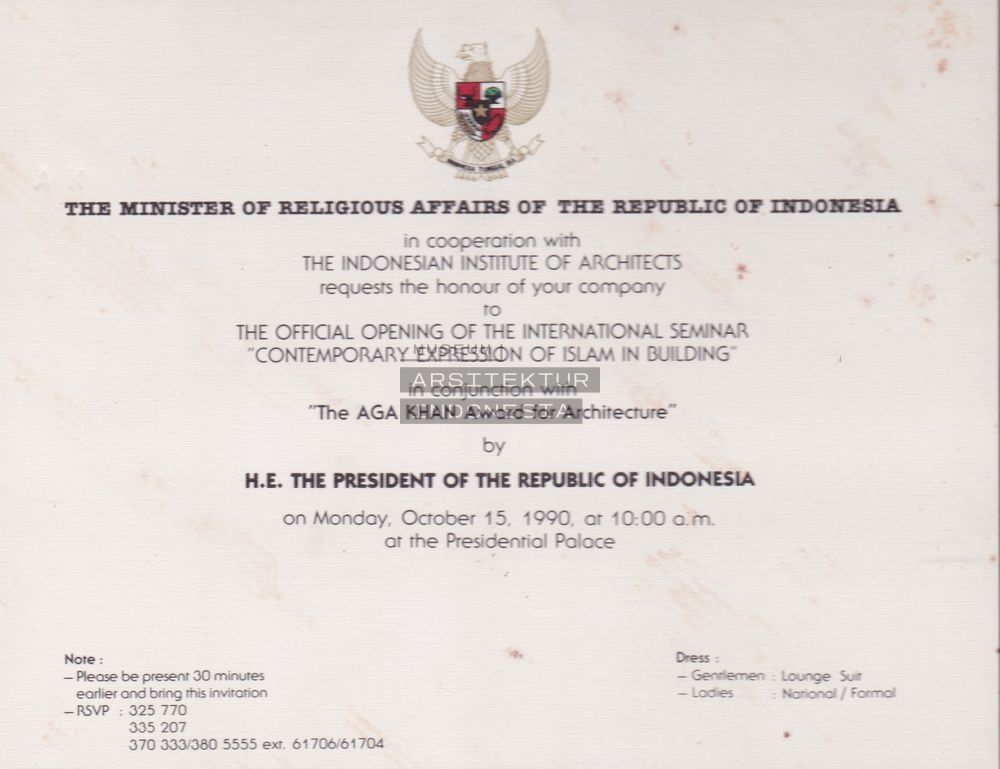 THE MINISTER OF RELIGIOUS AFFAIRS OF THE REPUBLIC OF INDONESIA
in cooperation with
THE INDONESIAN INSTITUTE OF ARCHITECTS
requests the honour of your company
to
THE OFFICIAL OPENING OF THE INTERNATIONAL SEMINAR
"CONTEMPORARY EXPRESSION OF ISLAM IN BUILDING"
MUSEUM
ARSITEKTUR
INDONESIA
in conjunction with
"The AGA KHAN Award for Architecture"
by
H.E. THE PRESIDENT OF THE REPUBLIC OF INDONESIA
on Monday, October 15, 1990, at 10:00 a.m.
at the Presidential Palace
Note :
– Please be present 30 minutes
earlier and bring this invitation
– RSVP : 325 770
335 207
370 333/380 5555 ext. 61706/61704
Dress :
– Gentlemen : Lounge Suit
– Ladies : National / Formal